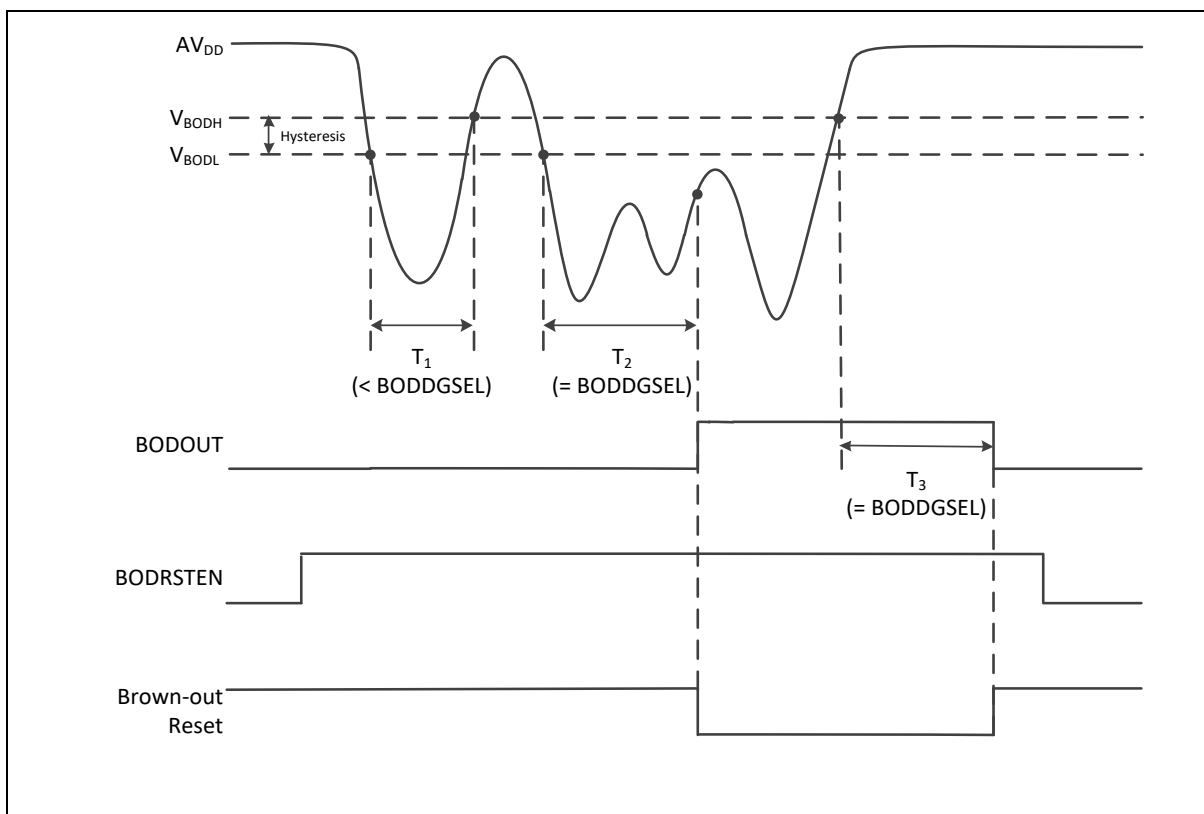 AVDD
VBODH
Hysteresis
VBODL
T1
(< BODDGSEL)
T2
(= BODDGSEL)
BODOUT
T3
(= BODDGSEL)
BODRSTEN
Brown-out
Reset